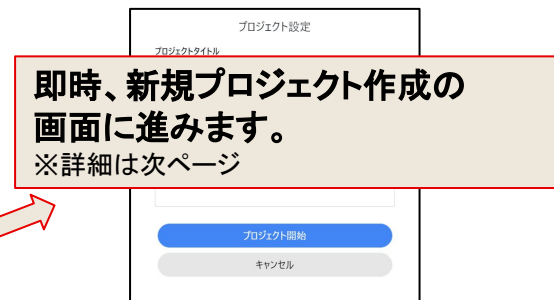 プロジェクト設定
プロジェクトタイトル
即時、新規プロジェクト作成の
画面に進みます。
※詳細は次ページ
プロジェクト開始
キャンセル